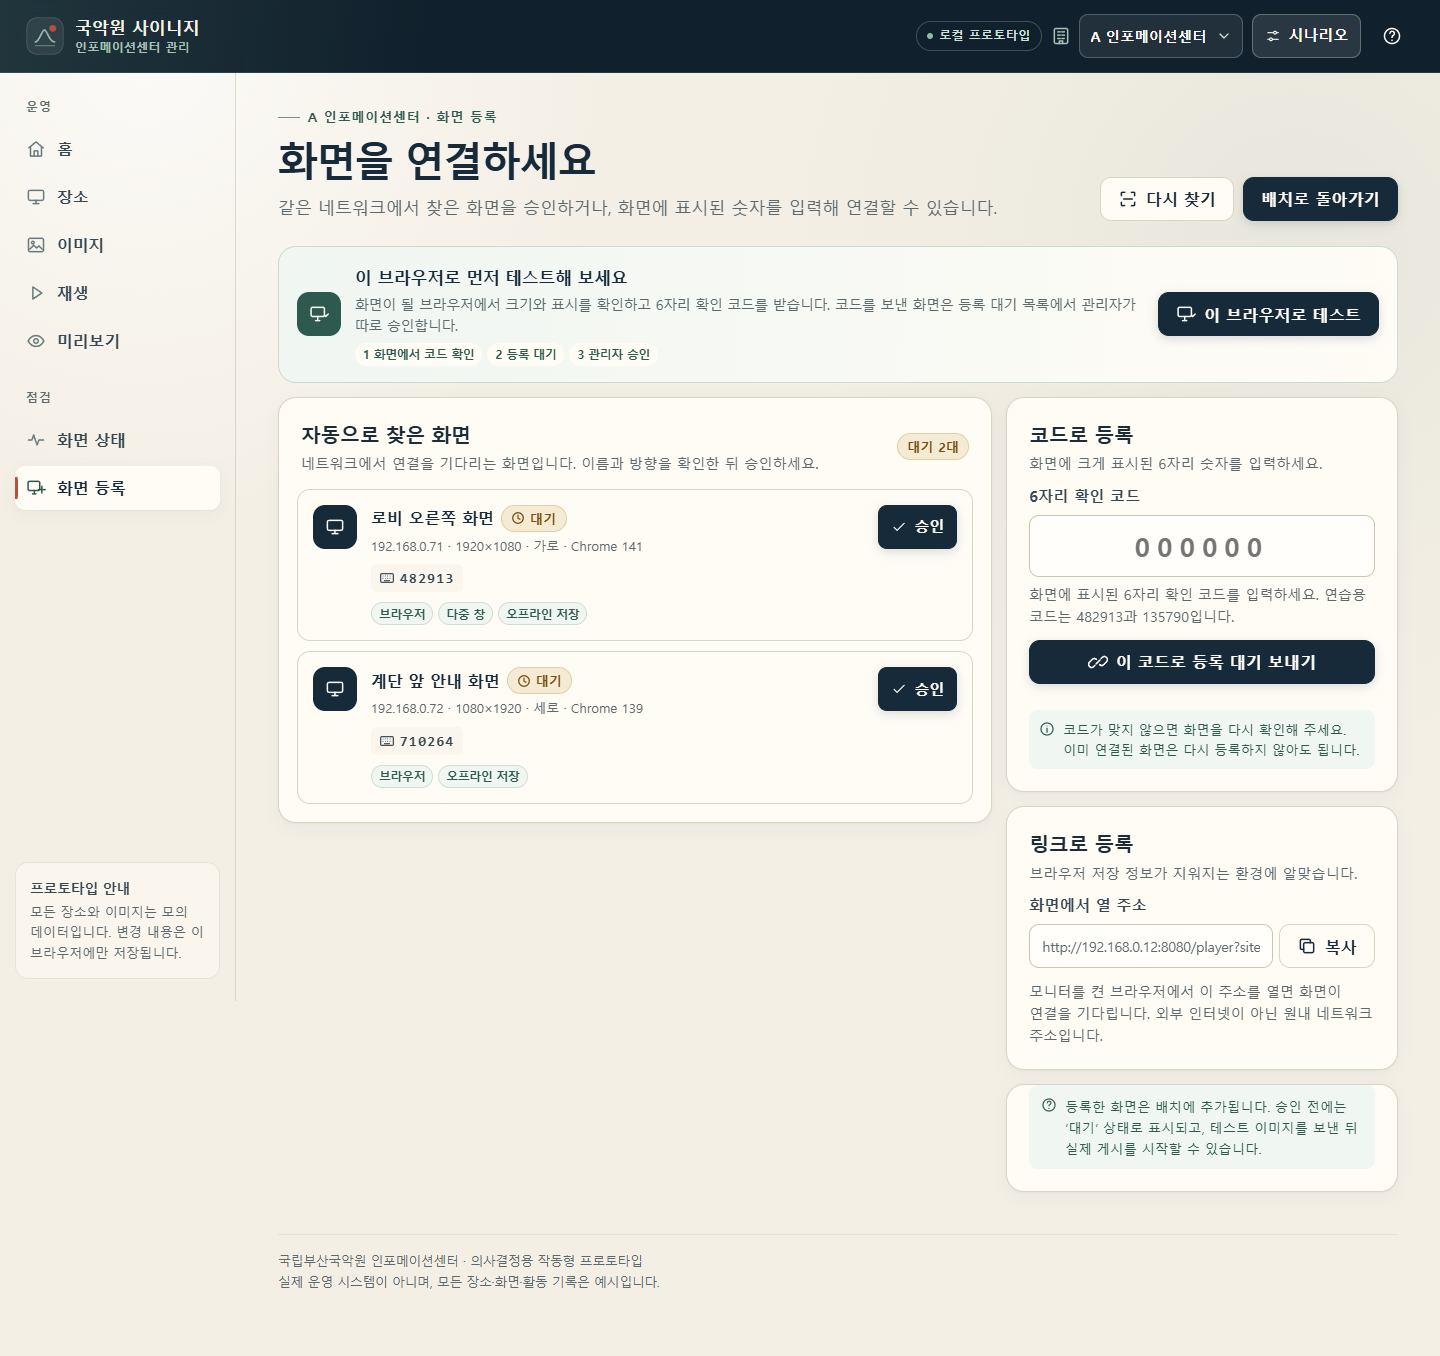 국악원 사이니지
인포메이션센터 관리
로컬 프로토타입
A 인포메이션센터
시나리오
운영
홈
장소
이미지
재생
미리보기
점검
화면 상태
화면 등록
프로토타입 안내
모든 장소와 이미지는 모의
데이터입니다. 변경 내용은 이
브라우저에만 저장됩니다.
A 인포메이션센터 · 화면 등록
화면을 연결하세요
같은 네트워크에서 찾은 화면을 승인하거나, 화면에 표시된 숫자를 입력해 연결할 수 있습니다.
다시 찾기
배치로 돌아가기
이 브라우저로 먼저 테스트해 보세요
화면이 될 브라우저에서 크기와 표시를 확인하고 6자리 확인 코드를 받습니다. 코드를 보낸 화면은 등록 대기 목록에서 관리자가
따로 승인합니다.
1 화면에서 코드 확인
2 등록 대기
3 관리자 승인
이 브라우저로 테스트
자동으로 찾은 화면
네트워크에서 연결을 기다리는 화면입니다. 이름과 방향을 확인한 뒤 승인하세요.
대기 2대
로비 오른쪽 화면
대기
192.168.0.71 · 1920×1080 · 가로 · Chrome 141
482913
브라우저
다중 창
오프라인 저장
승인
계단 앞 안내 화면
대기
192.168.0.72 · 1080×1920 · 세로 · Chrome 139
710264
브라우저
오프라인 저장
승인
코드로 등록
화면에 크게 표시된 6자리 숫자를 입력하세요.
6자리 확인 코드
000000
화면에 표시된 6자리 확인 코드를 입력하세요. 연습용
코드는 482913과 135790입니다.
이 코드로 등록 대기 보내기
코드가 맞지 않으면 화면을 다시 확인해 주세요.
이미 연결된 화면은 다시 등록하지 않아도 됩니다.
링크로 등록
브라우저 저장 정보가 지워지는 환경에 알맞습니다.
화면에서 열 주소
http://192.168.0.12:8080/player?site
복사
모니터를 켠 브라우저에서 이 주소를 열면 화면이
연결을 기다립니다. 외부 인터넷이 아닌 원내 네트워크
주소입니다.
등록한 화면은 배치에 추가됩니다. 승인 전에는
‘대기’ 상태로 표시되고, 테스트 이미지를 보낸 뒤
실제 게시를 시작할 수 있습니다.
국립부산국악원 인포메이션센터 · 의사결정용 작동형 프로토타입
실제 운영 시스템이 아니며, 모든 장소·화면·활동 기록은 예시입니다.